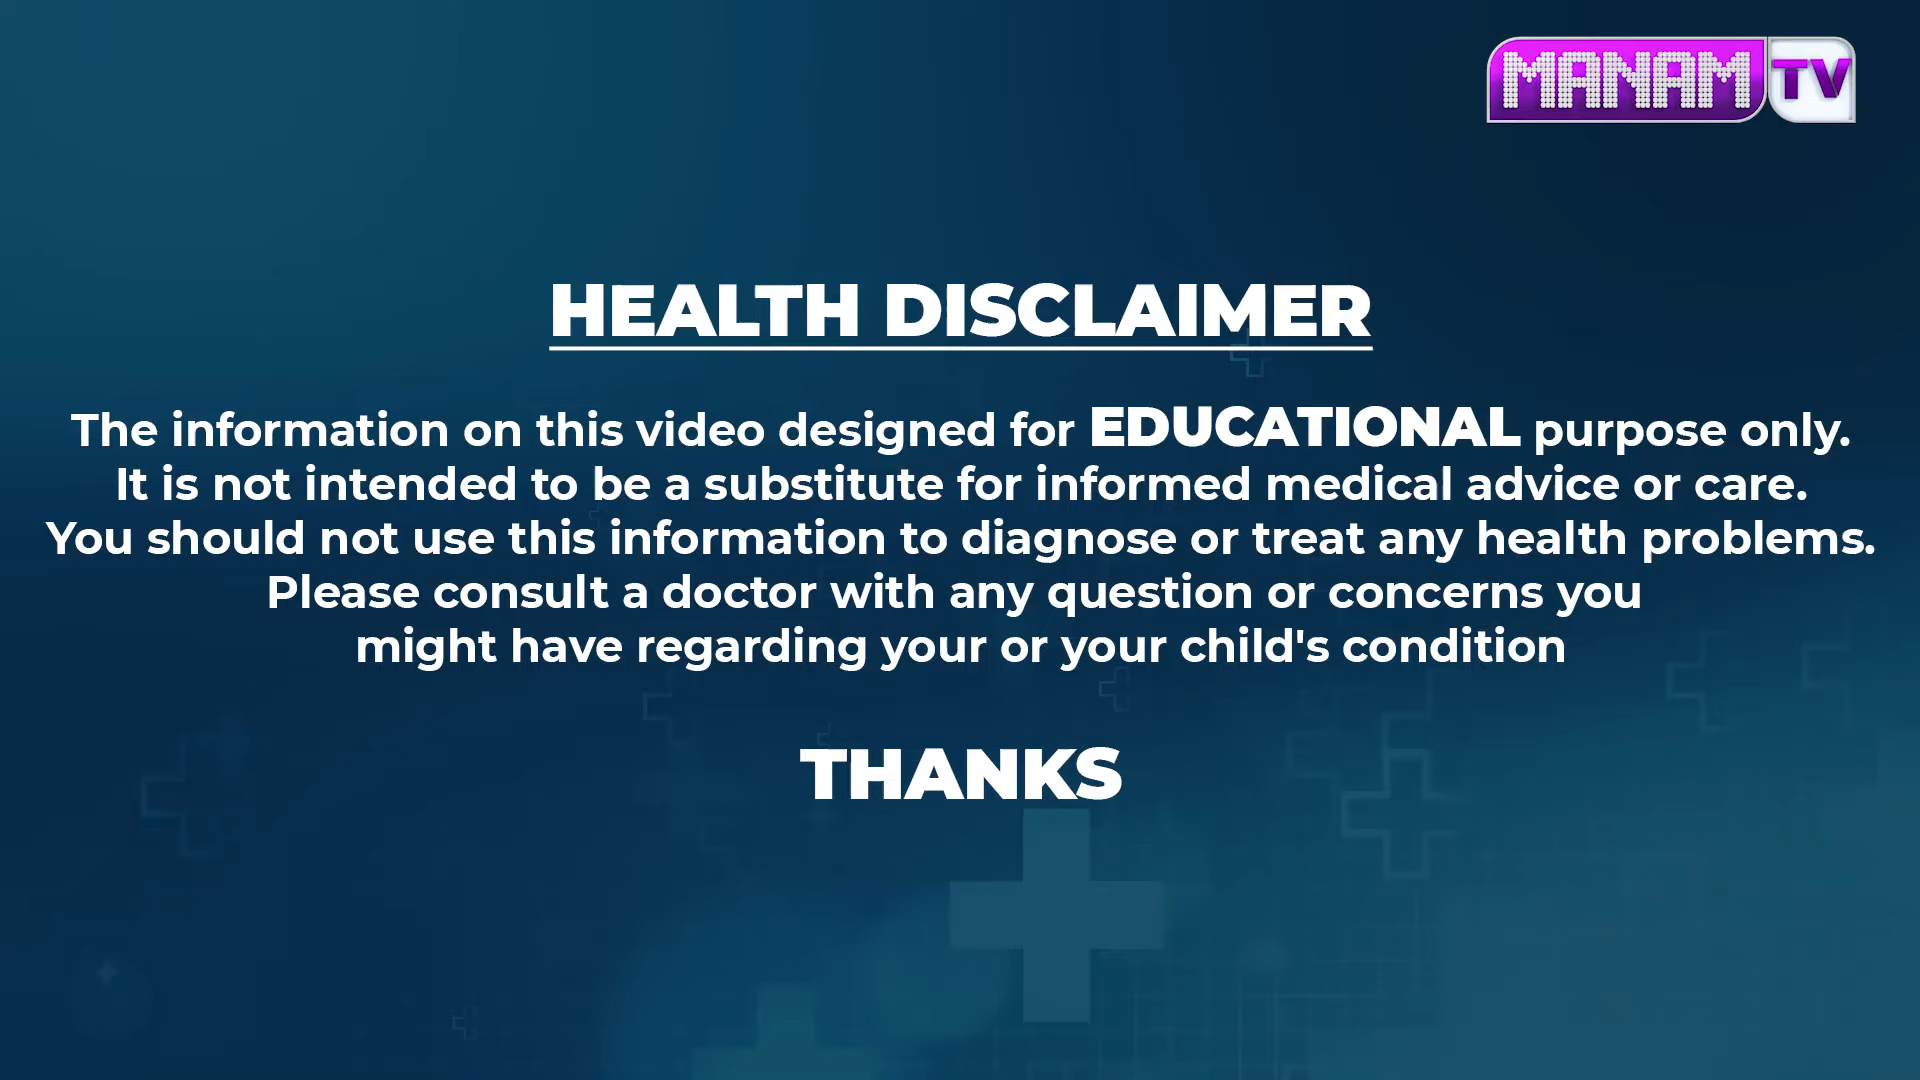 MANAM TV
HEALTH DISCLAIMER
The information on this video designed for EDUCATIONAL purpose only.
It is not intended to be a substitute for informed medical advice or care.
You should not use this information to diagnose or treat any health problems.
Please consult a doctor with any question or concerns you
might have regarding your or your child's condition
THANKS